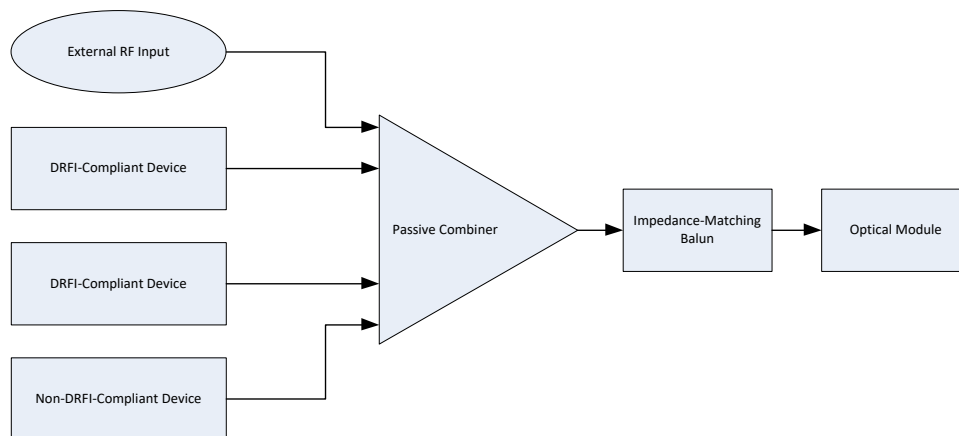 External RF Input
DRFI-Compliant Device
DRFI-Compliant Device
Non-DRFI-Compliant Device
Passive Combiner
Impedance-Matching
Balun
Optical Module